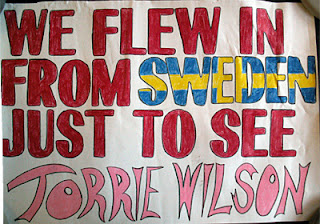 WE FLEW IN
FROM SWEDEN
JUST TO SEE
TORRIE WILSON